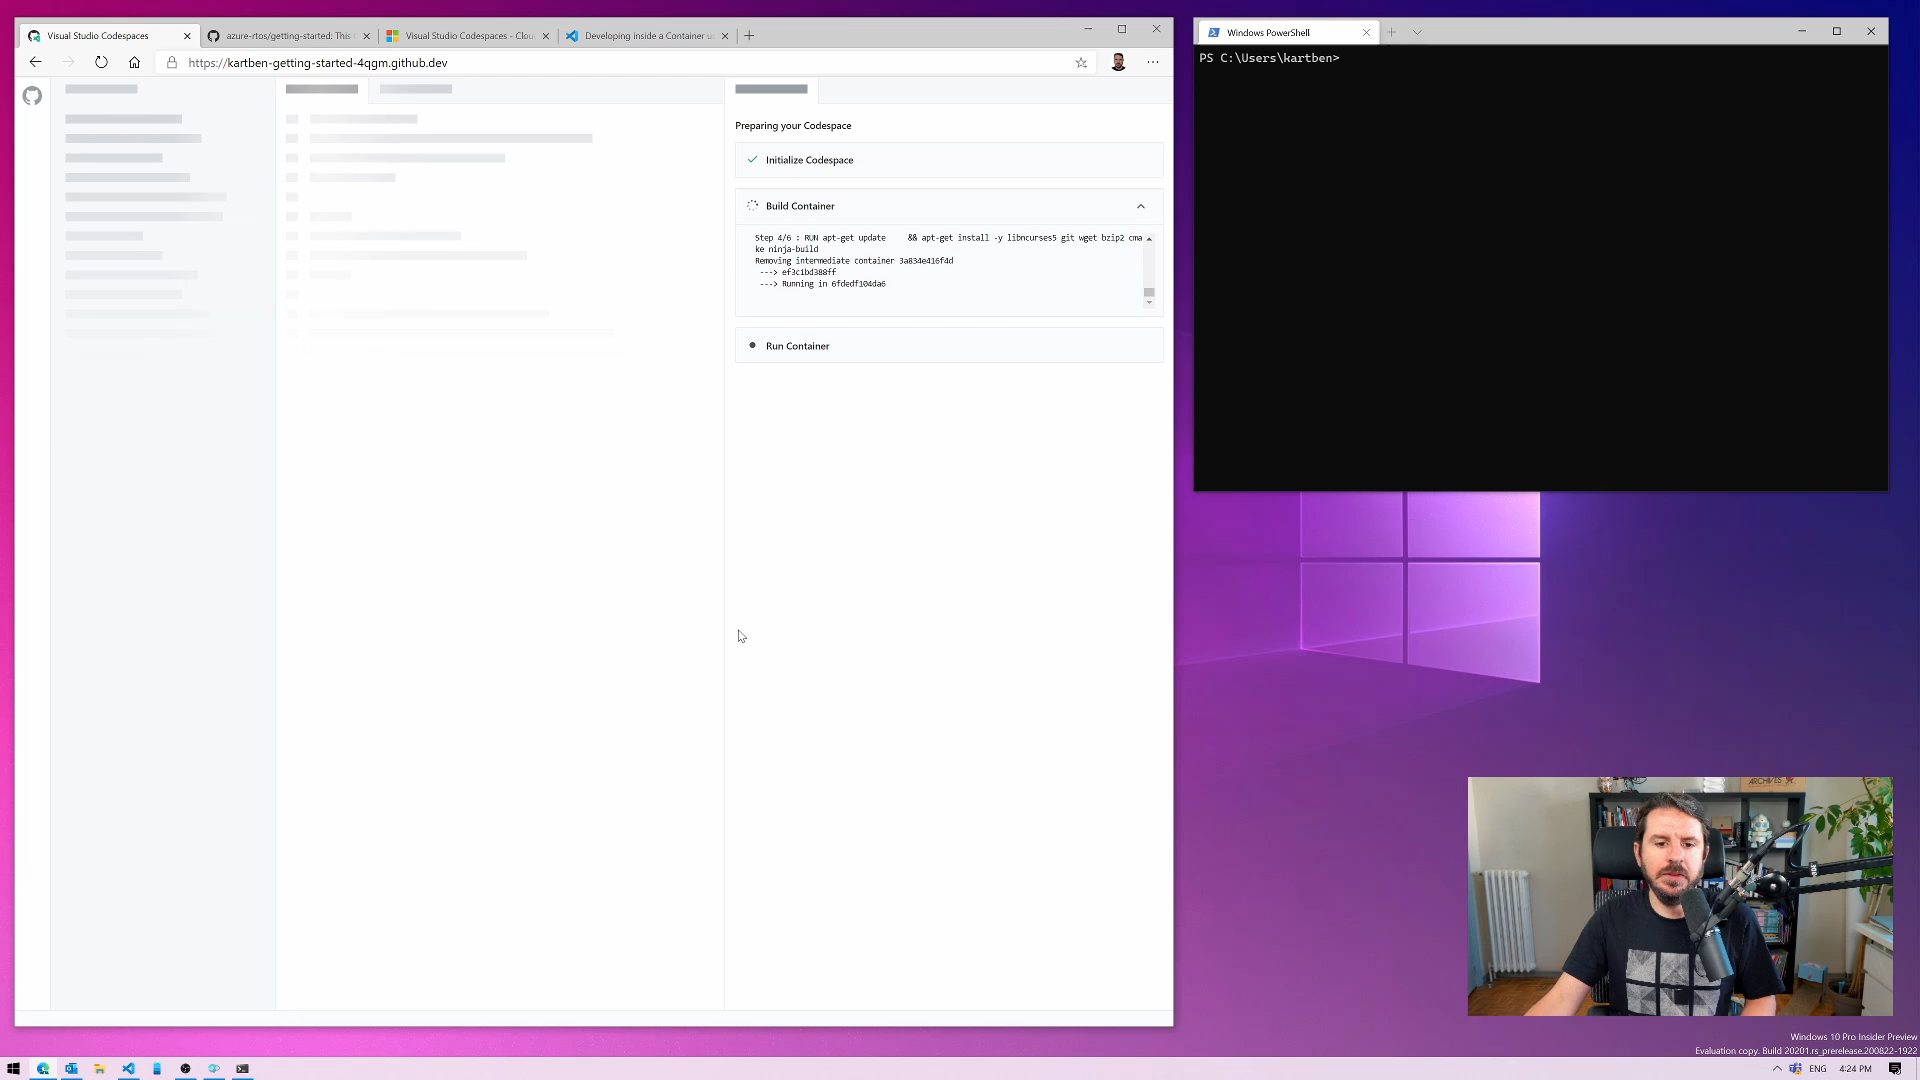 Visual Studio Codespaces
azure-rtos/getting-started: This
Visual Studio Codespaces - Clou
Developing inside a Container u
https://kartben-getting-started-4qgm.github.dev
Preparing your Codespace
Initialize Codespace
Build Container
Step 4/6 : RUN apt-get update    && apt-get install -y libncurses5 git wget bzip2 cma
ke ninja-build
Removing intermediate container 3a834e416f4d
---> ef3c1bd388ff
---> Running in 6fdedf104da6
Run Container
Windows PowerShell
PS C:\Users\kartben>
ARCHIVES
Windows 10 Pro Insider Preview
Evaluation copy. Build 20201.rs_prerelease.200822-1922
ENG
4:24 PM